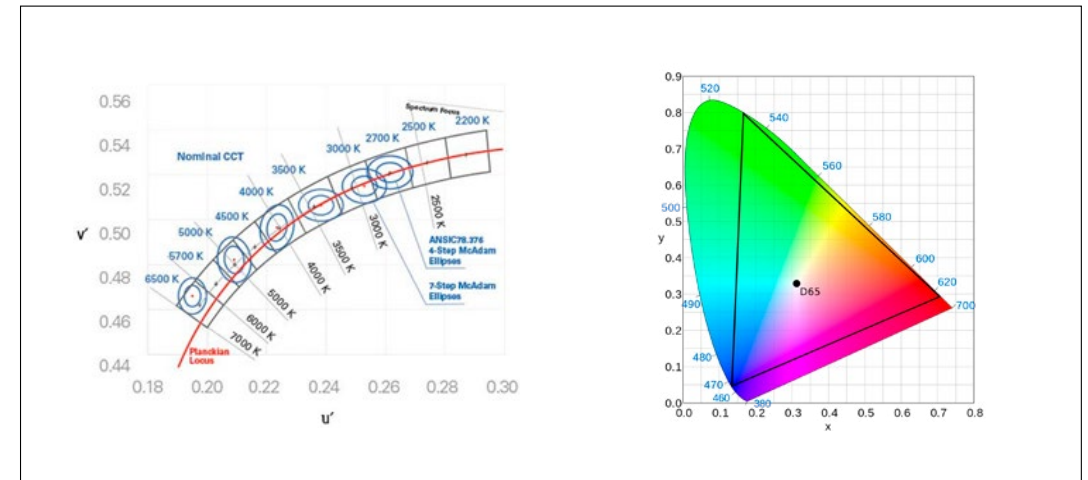 0.56
0.54
0.52
0.50
0.48
0.46
0.44
v′
0.18
0.20
0.22
0.24
0.26
0.28
0.30
u′
Nominal CCT
Spectrum Focus
2200 K
2500 K
2700 K
3000 K
3500 K
4000 K
4500 K
5000 K
5700 K
6500 K
2500 K
3000 K
3500 K
4000 K
5000 K
6000 K
7000 K
ANSIC78.376
4-Step McAdam
Ellipses
7-Step McAdam
Ellipses
Planckian
Locus
0.9
0.8
0.7
0.6
0.5
y
0.4
0.3
0.2
0.1
0.0
0.0
0.1
0.2
0.3
0.4
0.5
0.6
0.7
0.8
x
520
540
560
580
600
620
700
500
490
480
470
460
380
D65